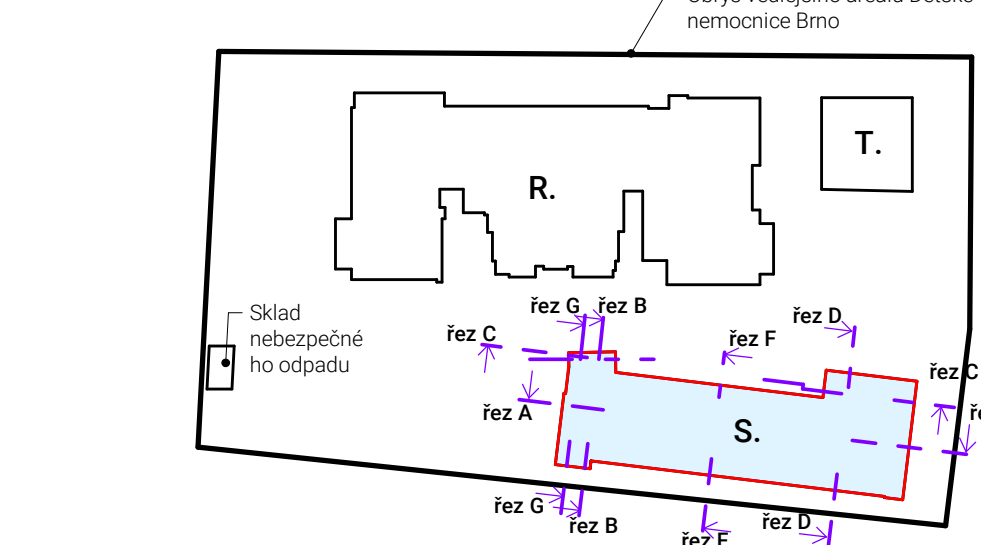 nemocnice Brno
T.
R.
Sklad
nebezpečné
ho odpadu
řez G
řez B
řez D
řez C
řez F
řez C
řez A
S.
řez G
řez B
řez D